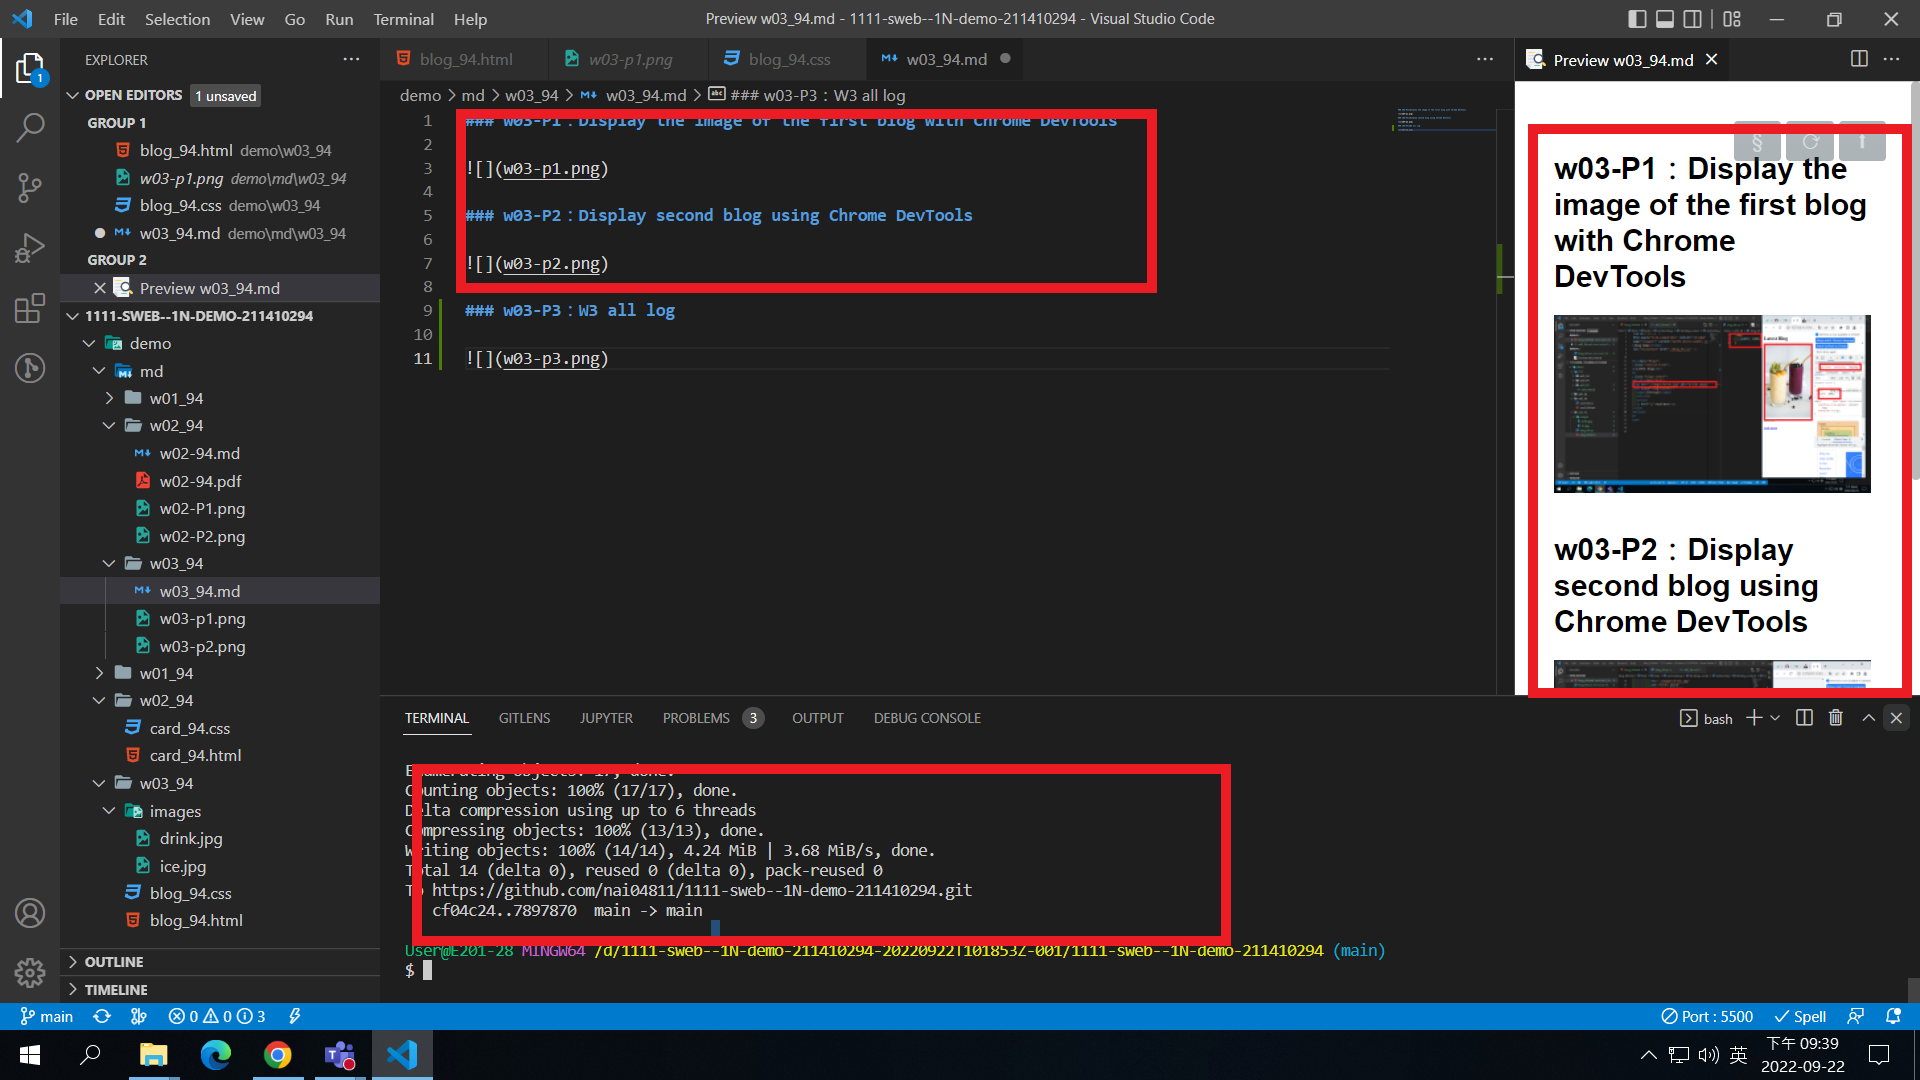 File Edit Selection View Go Run Terminal Help
Preview w03_94.md - 1111-sweb--1N-demo-211410294 - Visual Studio Code
EXPLORER
OPEN EDITORS 1 unsaved
GROUP 1
blog_94.html demo\w03_94
w03-p1.png demo\md\w03_94
blog_94.css demo\w03_94
w03_94.md demo\md\w03_94
GROUP 2
Preview w03_94.md
1111-SWEB--1N-DEMO-211410294
demo
md
w01_94
w02_94
w02-94.md
w02-94.pdf
w02-P1.png
w02-P2.png
w03_94
w03_94.md
w03-p1.png
w03-p2.png
w01_94
w02_94
card_94.css
card_94.html
w03_94
images
drink.jpg
ice.jpg
blog_94.css
blog_94.html
OUTLINE
TIMELINE
1
blog_94.html
w03-p1.png
blog_94.css
w03_94.md
demo > md > w03_94 > w03_94.md > ### w03-P3：W3 all log
1 ### w03-P1：Display the image of the first blog with Chrome DevTools
2
3 ![](w03-p1.png)
4
5 ### w03-P2：Display second blog using Chrome DevTools
6
7 ![](w03-p2.png)
8
9 ### w03-P3：W3 all log
10
11 ![](w03-p3.png)
Preview w03_94.md
§
w03-P1：Display the
image of the first blog
with Chrome
DevTools
w03-P2：Display
second blog using
Chrome DevTools
TERMINAL GITLENS JUPYTER PROBLEMS 3 OUTPUT DEBUG CONSOLE
bash
Enumerating objects: 17, done.
Counting objects: 100% (17/17), done.
Delta compression using up to 6 threads
Compressing objects: 100% (13/13), done.
Writing objects: 100% (14/14), 4.24 MiB | 3.68 MiB/s, done.
Total 14 (delta 0), reused 0 (delta 0), pack-reused 0
To https://github.com/nai04811/1111-sweb--1N-demo-211410294.git
cf04c24..7897870 main -> main
User@E201-28 MINGW64 /d/1111-sweb--1N-demo-211410294-20220922T101853Z-001/1111-sweb--1N-demo-211410294 (main)
$
main 0 0 3
Port : 5500 Spell
英
下午 09:39
2022-09-22